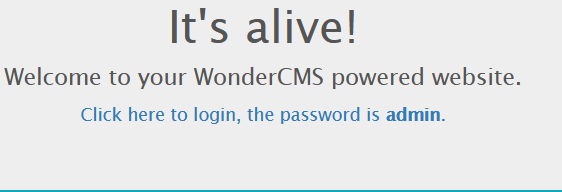 It's alive!
Welcome to your WonderCMS powered website.
Click here to login, the password is admin.